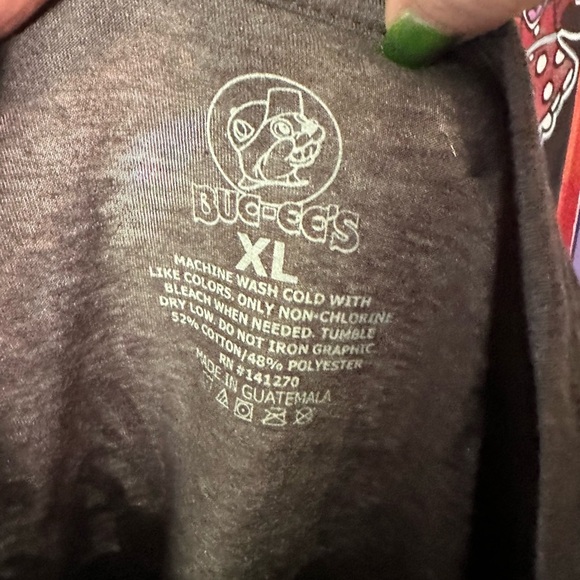 BUC-EE'S
XL
MACHINE WASH COLD WITH
LIKE COLORS. ONLY NON-CHLORINE
BLEACH WHEN NEEDED. TUMBLE
DRY LOW. DO NOT IRON GRAPHIC.
52% COTTON/48% POLYESTER
RN #141270
MADE IN GUATEMALA